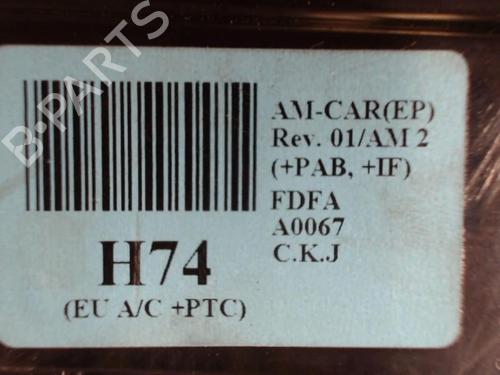 AM-CAR(EP)
Rev. 01/AM 2
(+PAB, +IF)
FDFA
A0067
C.K.J
H74
(EU A/C +PTC)
B-PARTS